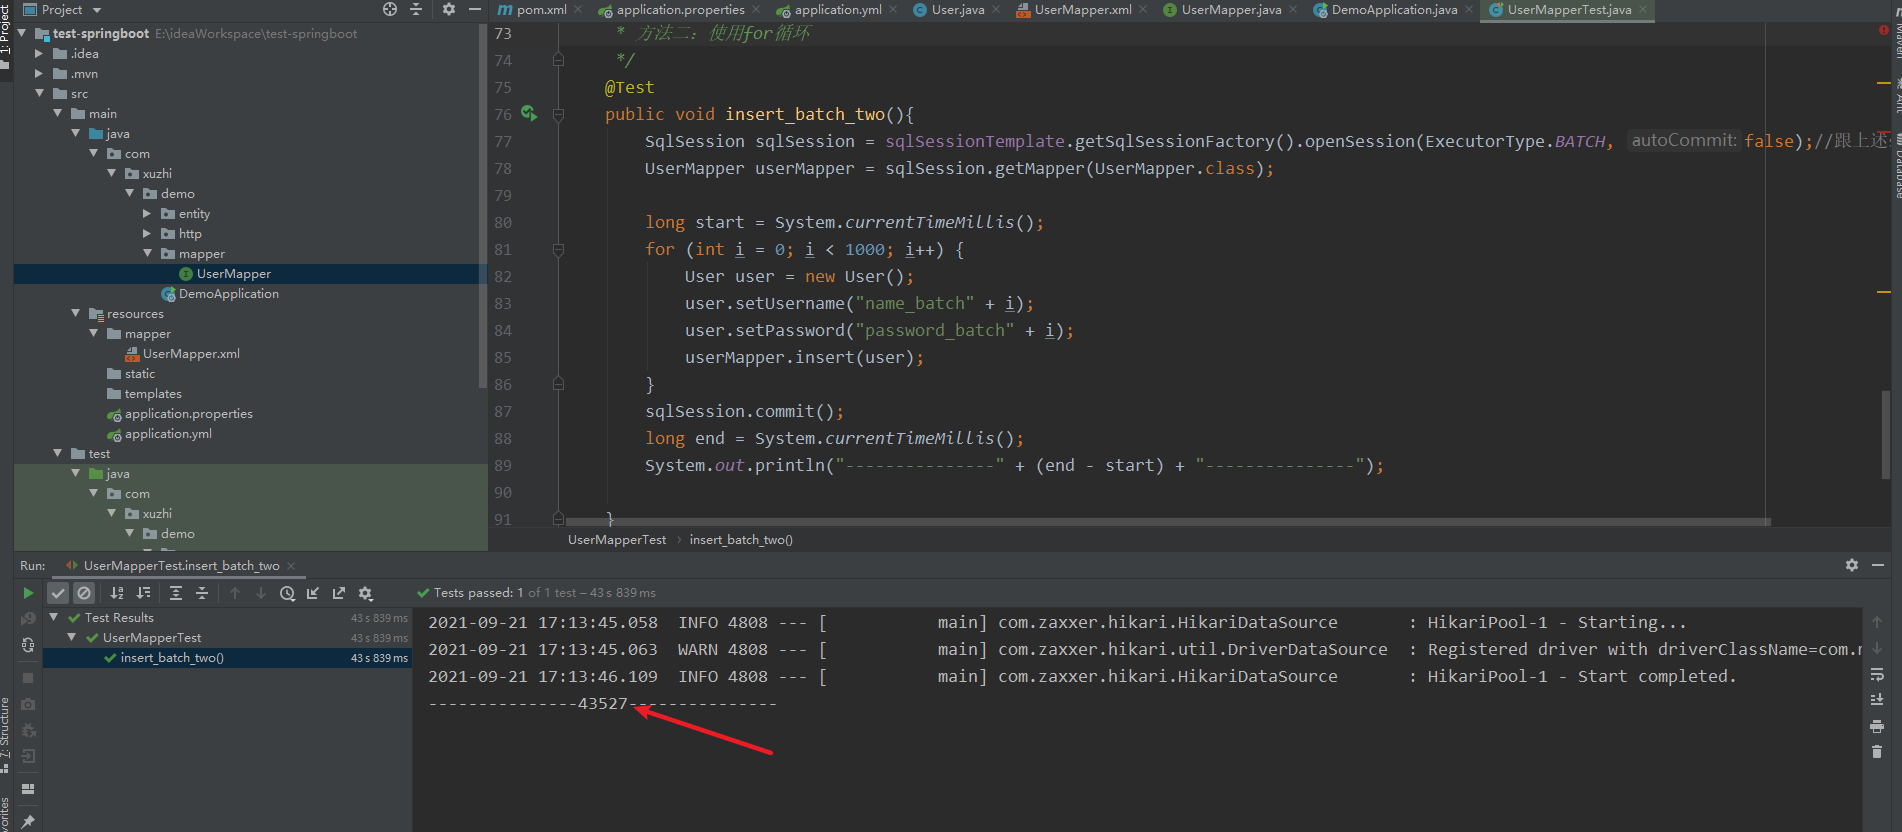 Project
test-springboot E:\ideaWorkspace\test-springboot
.idea
.mvn
src
main
java
com
xuzhi
demo
entity
http
mapper
UserMapper
DemoApplication
resources
mapper
UserMapper.xml
static
templates
application.properties
application.yml
test
java
com
xuzhi
demo
1: Project
7: Structure
pom.xml
application.properties
application.yml
User.java
UserMapper.xml
UserMapper.java
DemoApplication.java
UserMapperTest.java
73 * 方法二：使用for循环
74 */
75 @Test
76 public void insert_batch_two(){
77 SqlSession sqlSession = sqlSessionTemplate.getSqlSessionFactory().openSession(ExecutorType.BATCH, autoCommit: false);//跟上述
78 UserMapper userMapper = sqlSession.getMapper(UserMapper.class);
79
80 long start = System.currentTimeMillis();
81 for (int i = 0; i < 1000; i++) {
82 User user = new User();
83 user.setUsername("name_batch" + i);
84 user.setPassword("password_batch" + i);
85 userMapper.insert(user);
86 }
87 sqlSession.commit();
88 long end = System.currentTimeMillis();
89 System.out.println("---------------" + (end - start) + "---------------");
90
91 }
UserMapperTest › insert_batch_two()
Maven
Ant
Database
Run: UserMapperTest.insert_batch_two
Tests passed: 1 of 1 test – 43 s 839 ms
Test Results 43 s 839 ms
UserMapperTest 43 s 839 ms
insert_batch_two() 43 s 839 ms
2021-09-21 17:13:45.058 INFO 4808 --- [ main] com.zaxxer.hikari.HikariDataSource : HikariPool-1 - Starting...
2021-09-21 17:13:45.063 WARN 4808 --- [ main] com.zaxxer.hikari.util.DriverDataSource : Registered driver with driverClassName=com.
2021-09-21 17:13:46.109 INFO 4808 --- [ main] com.zaxxer.hikari.HikariDataSource : HikariPool-1 - Start completed.
---------------43527---------------